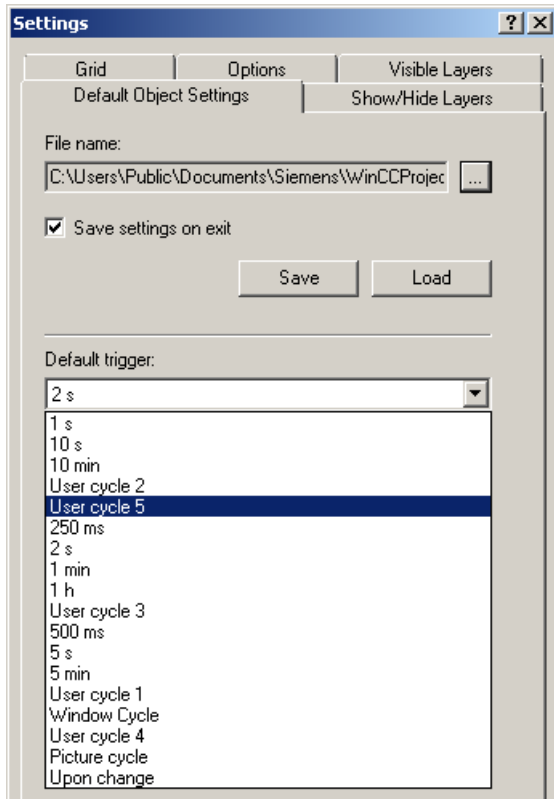 Settings
Grid Options Visible Layers
Default Object Settings Show/Hide Layers
File name:
C:\Users\Public\Documents\Siemens\WinCCProjec ...
Save settings on exit
Save Load
Default trigger:
2 s
1 s
10 s
10 min
User cycle 2
User cycle 5
250 ms
2 s
1 min
1 h
User cycle 3
500 ms
5 s
5 min
User cycle 1
Window Cycle
User cycle 4
Picture cycle
Upon change